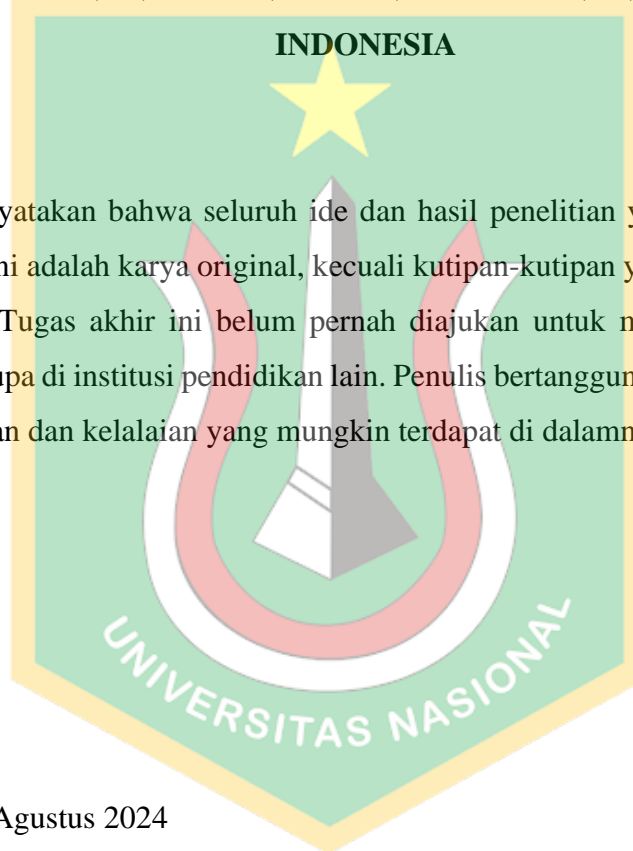 INDONESIA
yatakan bahwa seluruh ide dan hasil penelitian
ni adalah karya original, kecuali kutipan-kutipan
Tugas akhir ini belum pernah diajukan untuk
upa di institusi pendidikan lain. Penulis bertanggun
an dan kelalaian yang mungkin terdapat di dalamn
UNIVERSITAS NASIONAL
Agustus 2024